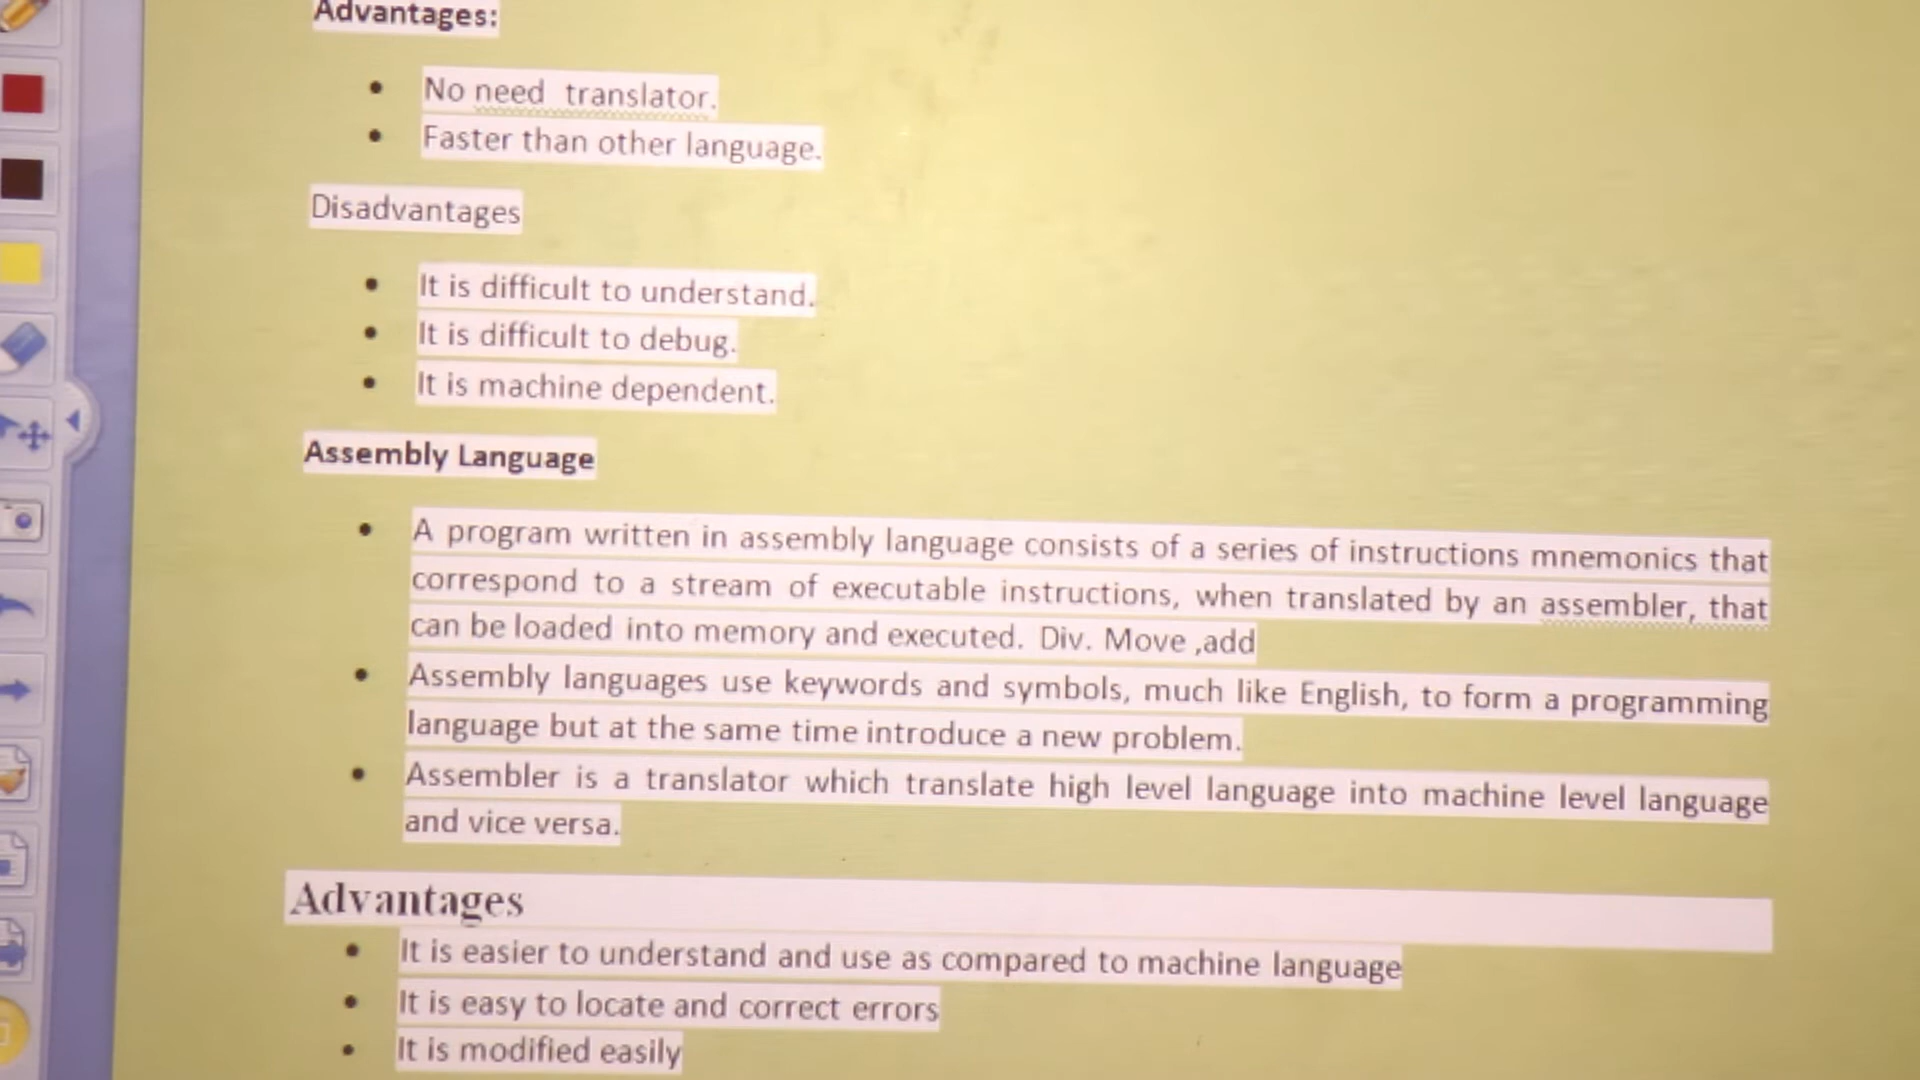 Advantages:
No need translator.
Faster than other language.
Disadvantages
It is difficult to understand.
It is difficult to debug.
It is machine dependent.
Assembly Language
A program written in assembly language consists of a series of instructions mnemonics that
correspond to a stream of executable instructions, when translated by an assembler, that
can be loaded into memory and executed. Div. Move ,add
Assembly languages use keywords and symbols, much like English, to form a programming
language but at the same time introduce a new problem.
Assembler is a translator which translate high level language into machine level language
and vice versa.
Advantages
It is easier to understand and use as compared to machine language
It is easy to locate and correct errors
It is modified easily